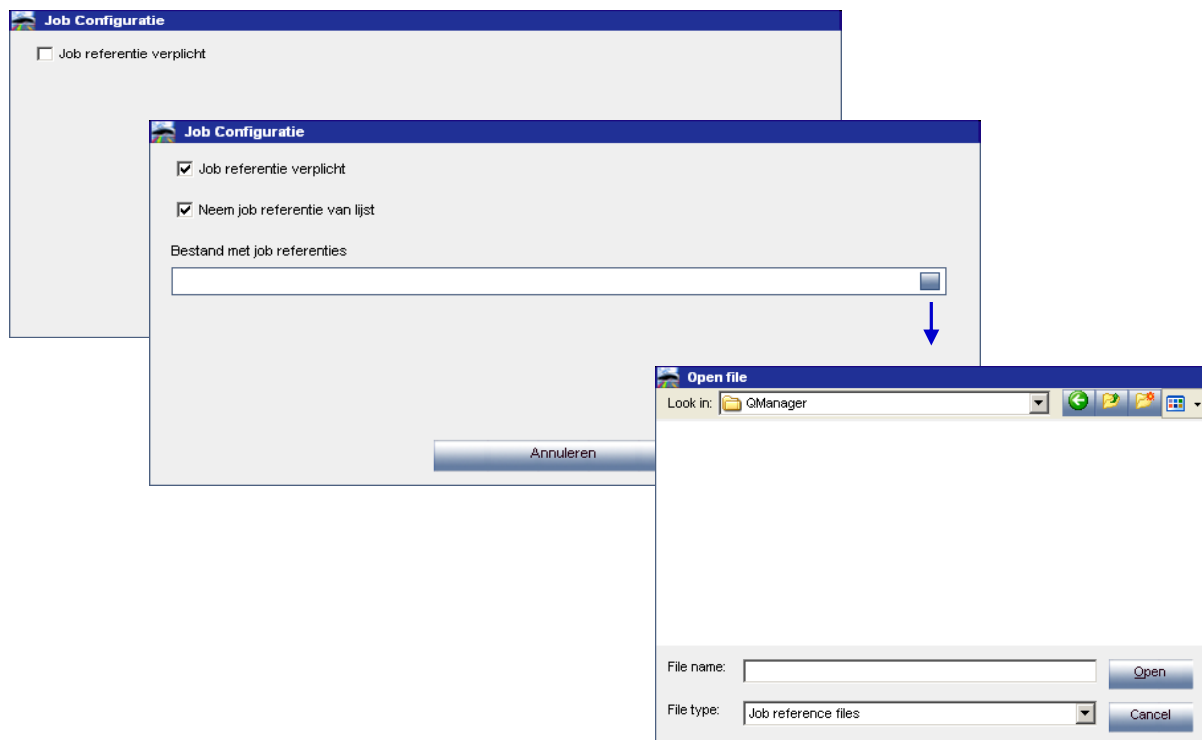 Job Configuratie
Job referentie verplicht
Job Configuratie
Job referentie verplicht
Neem job referentie van lijst
Bestand met job referenties
Annuleren
Open file
Look in: QManager
File name:
Open
File type: Job reference files
Cancel